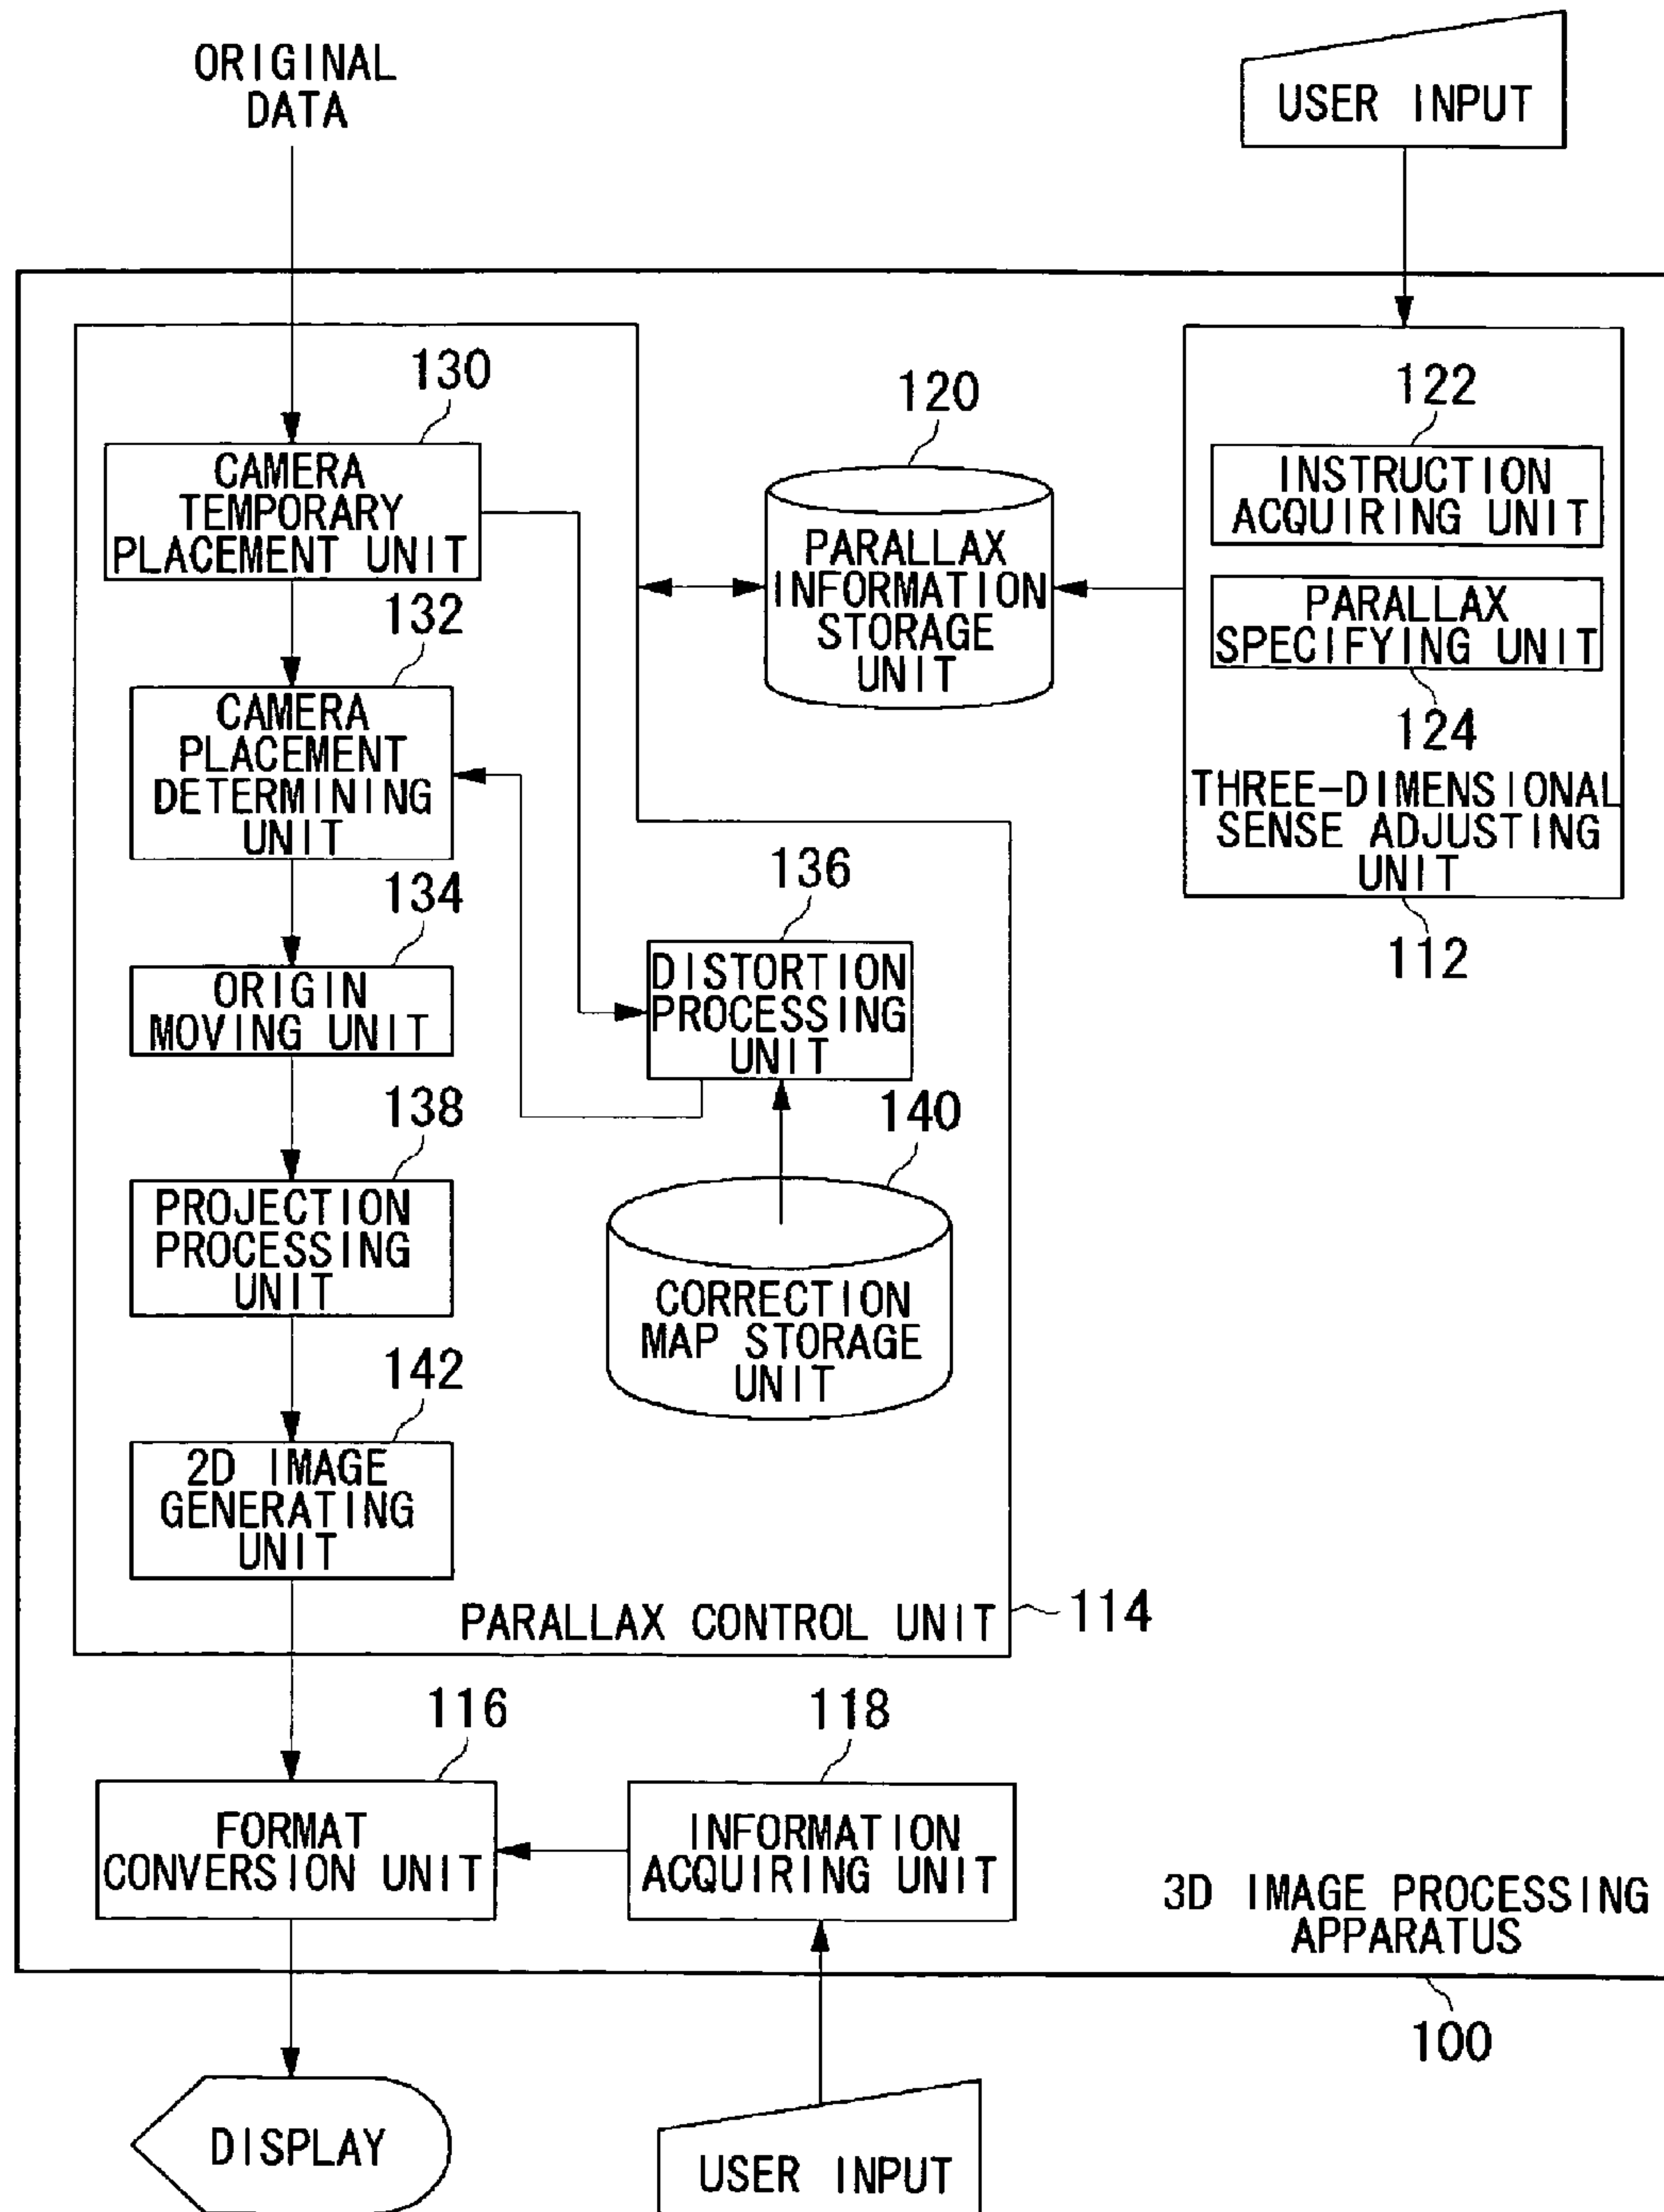 ORIGINAL
DATA
USER INPUT
130
CAMERA
TEMPORARY
PLACEMENT UNIT
120
PARALLAX
INFORMATION
STORAGE
UNIT
122
INSTRUCTION
ACQUIRING UNIT
PARALLAX
SPECIFYING UNIT
124
THREE-DIMENSIONAL
SENSE ADJUSTING
UNIT
112
132
CAMERA
PLACEMENT
DETERMINING
UNIT
134
ORIGIN
MOVING UNIT
136
DISTORTION
PROCESSING
UNIT
138
PROJECTION
PROCESSING
UNIT
140
CORRECTION
MAP STORAGE
UNIT
142
2D IMAGE
GENERATING
UNIT
PARALLAX CONTROL UNIT
114
116
FORMAT
CONVERSION UNIT
118
INFORMATION
ACQUIRING UNIT
3D IMAGE PROCESSING
APPARATUS
100
DISPLAY
USER INPUT